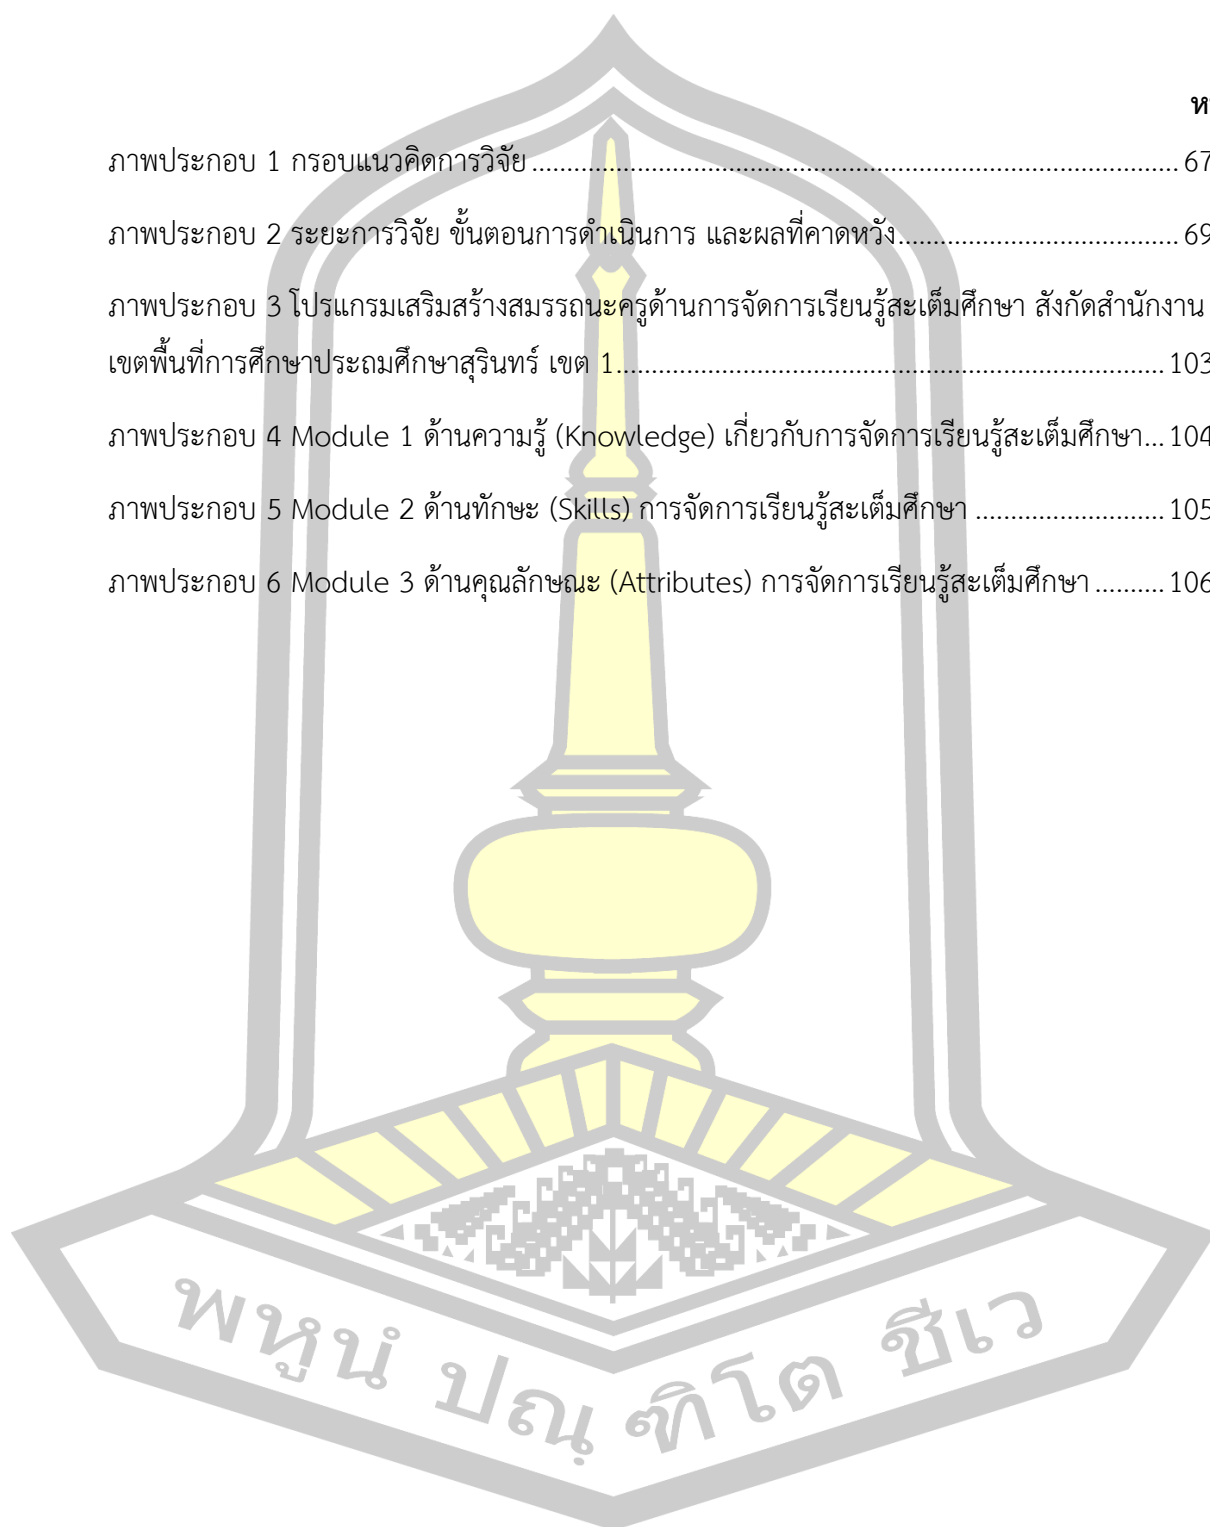 ภาพประกอบ 1 กรอบแนวคิดการวิจัย ............................................................................................ 67
ภาพประกอบ 2 ระยะการวิจัย ขั้นตอนการดำเนินการ และผลที่คาดหวัง........................................ 69
ภาพประกอบ 3 โปรแกรมเสริมสร้างสมรรถนะครูด้านการจัดการเรียนรู้สะเต็มศึกษา สังกัดสำนักงาน
เขตพื้นที่การศึกษาประถมศึกษาสุรินทร์ เขต 1.............................................................................. 103
ภาพประกอบ 4 Module 1 ด้านความรู้ (Knowledge) เกี่ยวกับการจัดการเรียนรู้สะเต็มศึกษา... 104
ภาพประกอบ 5 Module 2 ด้านทักษะ (Skills) การจัดการเรียนรู้สะเต็มศึกษา ........................... 105
ภาพประกอบ 6 Module 3 ด้านคุณลักษณะ (Attributes) การจัดการเรียนรู้สะเต็มศึกษา .......... 106
พหูนํ ปณฺฑิโต ชีเว